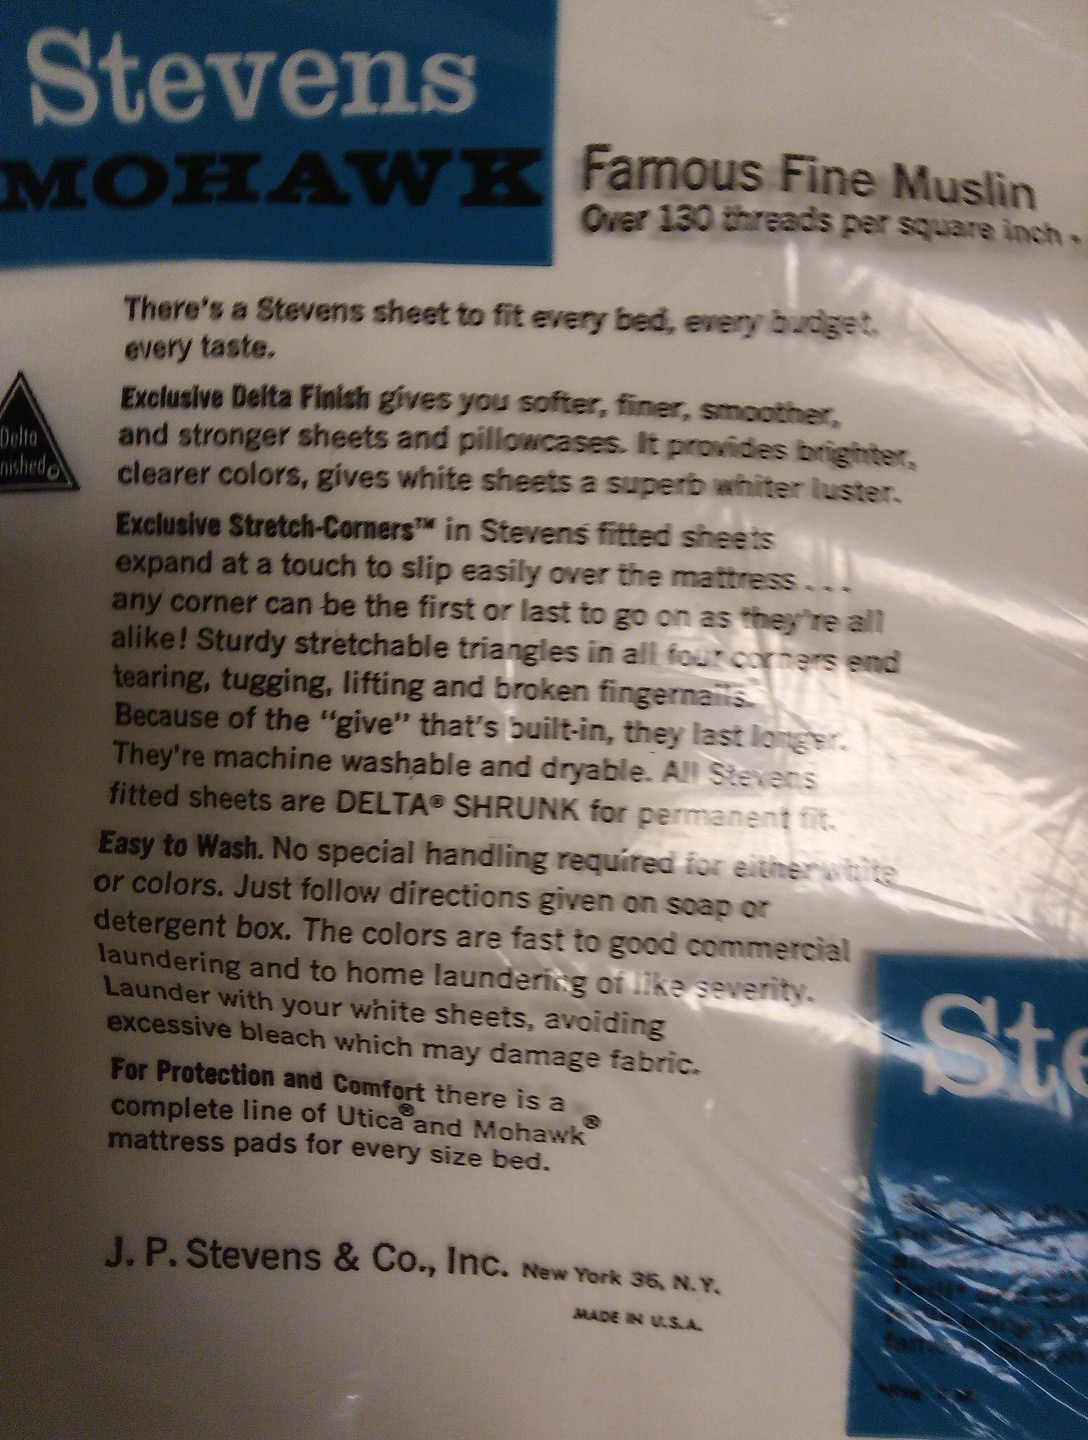 Stevens
MOHAWK
Famous Fine Muslin
Over 130 threads per square inch •
There's a Stevens sheet to fit every bed, every budget,
every taste.
Exclusive Delta Finish gives you softer, finer, smoother,
and stronger sheets and pillowcases. It provides brighter,
clearer colors, gives white sheets a superb whiter luster.
Delta
nished
Exclusive Stretch-Corners™ in Stevens fitted sheets
expand at a touch to slip easily over the mattress . . .
any corner can be the first or last to go on as they're all
alike! Sturdy stretchable triangles in all four corners end
tearing, tugging, lifting and broken fingernails.
Because of the “give” that's built-in, they last longer.
They're machine washable and dryable. All Stevens
fitted sheets are DELTA® SHRUNK for permanent fit.
Easy to Wash. No special handling required for either white
or colors. Just follow directions given on soap or
detergent box. The colors are fast to good commercial
laundering and to home laundering of like severity.
Launder with your white sheets, avoiding
excessive bleach which may damage fabric.
For Protection and Comfort there is a
complete line of Utica® and Mohawk®
mattress pads for every size bed.
J. P. Stevens & Co., Inc. New York 36, N.Y.
MADE IN U.S.A.
Ste